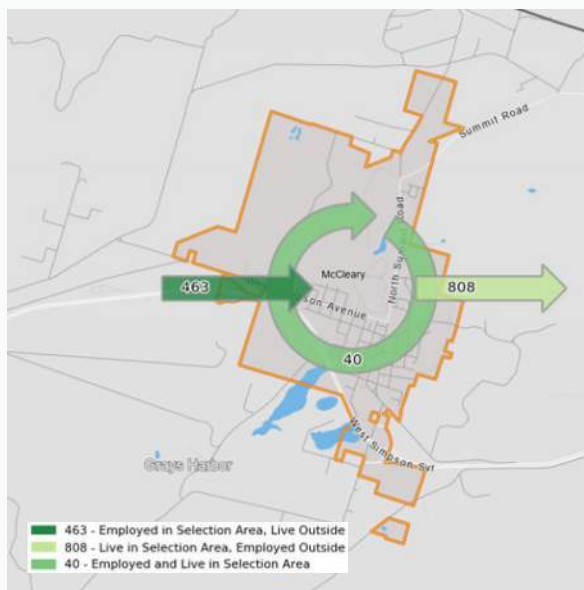 Summit Road
North Summit Road
McCleary
463
808
son Avenue
40
West Simpson Svr
Grays Harbor
463 - Employed in Selection Area, Live Outside
808 - Live in Selection Area, Employed Outside
40 - Employed and Live in Selection Area